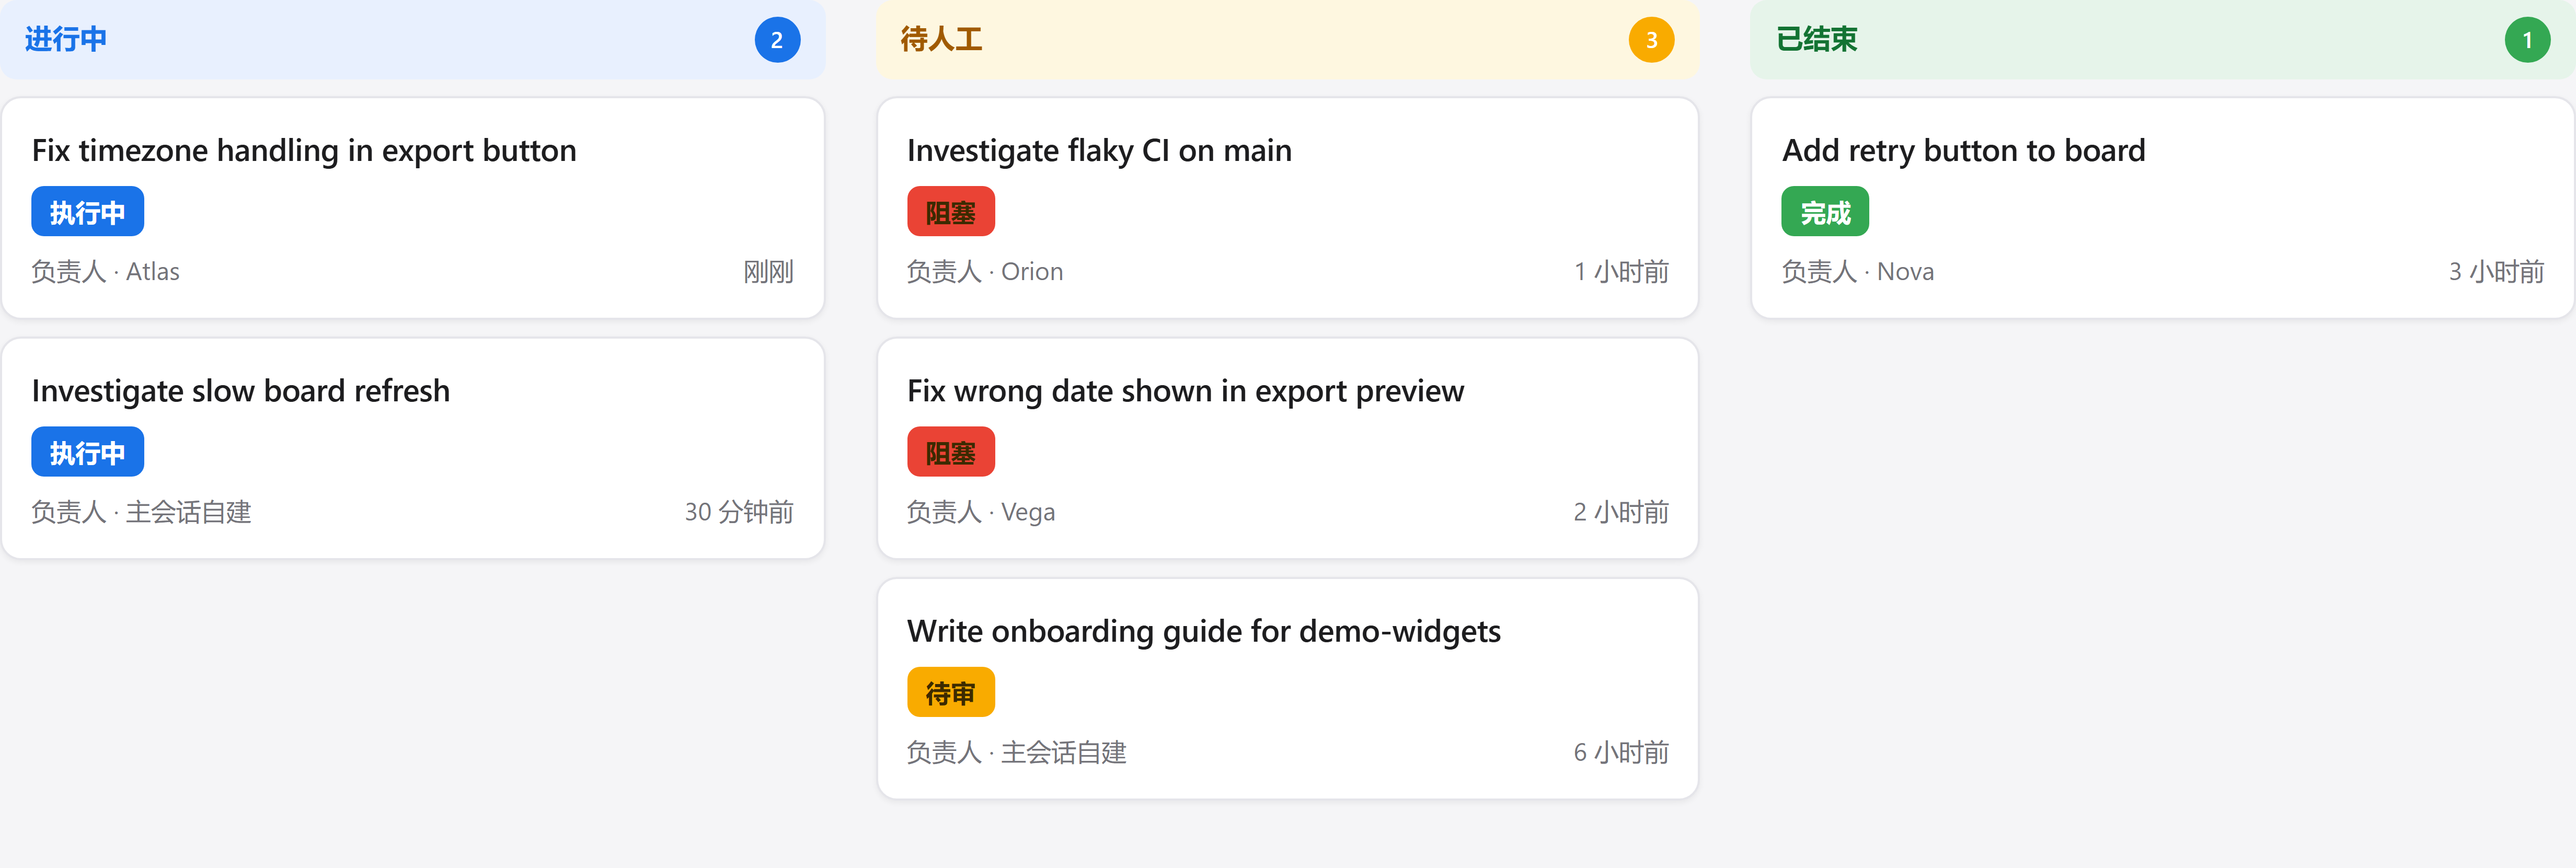 进行中 2
Fix timezone handling in export button
执行中
负责人 · Atlas 刚刚
Investigate slow board refresh
执行中
负责人 · 主会话自建 30 分钟前
待人工 3
Investigate flaky CI on main
阻塞
负责人 · Orion 1 小时前
Fix wrong date shown in export preview
阻塞
负责人 · Vega 2 小时前
Write onboarding guide for demo-widgets
待审
负责人 · 主会话自建 6 小时前
已结束 1
Add retry button to board
完成
负责人 · Nova 3 小时前